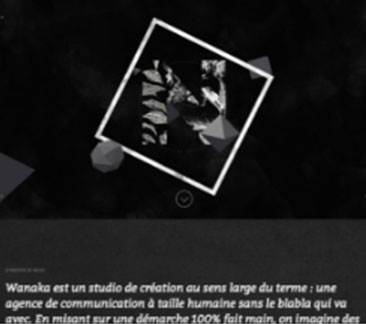 Wanaka est un studio de création au sens large du terme : une
agence de communication à taille humaine sans le blabla qui va
avec. En misant sur une démarche 100% fait main, on imagine des